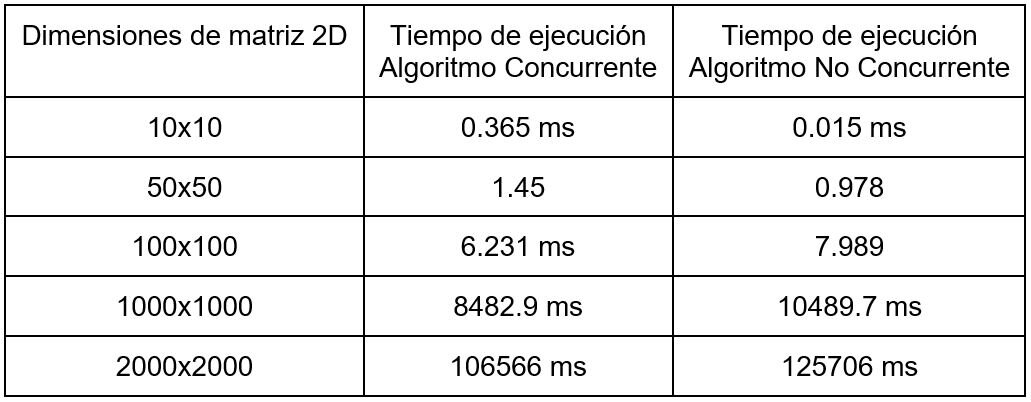 Dimensiones de matriz 2D
Tiempo de ejecución
Algoritmo Concurrente
Tiempo de ejecución
Algoritmo No Concurrente
10x10
0.365 ms
0.015 ms
50x50
1.45
0.978
100x100
6.231 ms
7.989
1000x1000
8482.9 ms
10489.7 ms
2000x2000
106566 ms
125706 ms